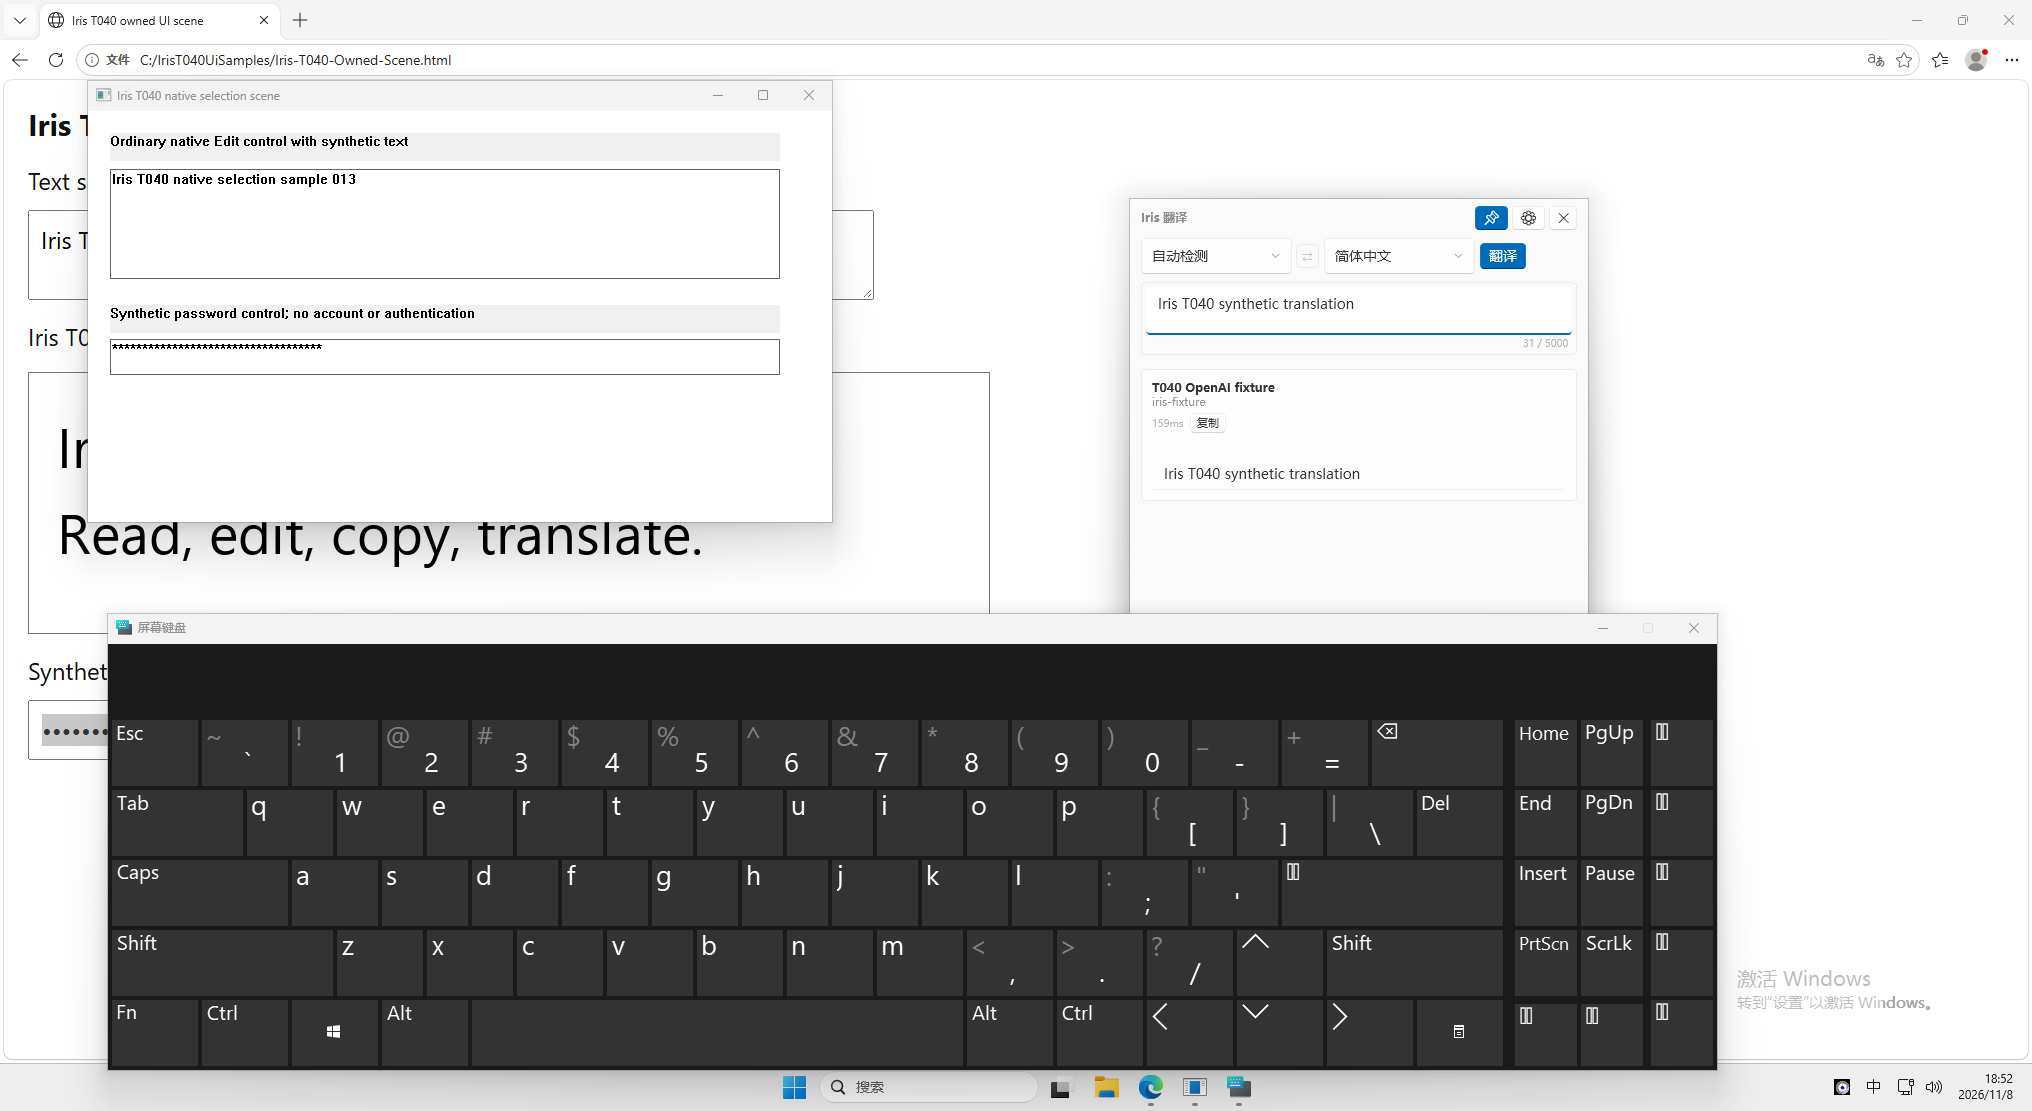 Iris T040 owned UI scene
文件 C:/IrisT040UiSamples/Iris-T040-Owned-Scene.html
Iris T040 native selection scene
Ordinary native Edit control with synthetic text
Iris T040 native selection sample 013
Synthetic password control; no account or authentication
***********************************
Iris T
Text s
Iris T
Iris T0
Ir
Read, edit, copy, translate.
Synthet
Iris 翻译
自动检测
简体中文
翻译
Iris T040 synthetic translation
31 / 5000
T040 OpenAI fixture
iris-fixture
159ms 复制
Iris T040 synthetic translation
屏幕键盘
Esc ~ ` ! 1 @ 2 # 3 $ 4 % 5 ^ 6 & 7 * 8 ( 9 ) 0 _ - + = Home PgUp
Tab q w e r t y u i o p { [ } ] | \ Del End PgDn
Caps a s d f g h j k l : ; " ' Insert Pause
Shift z x c v b n m < , > . ? / Shift PrtScn ScrLk
Fn Ctrl Alt Alt Ctrl
激活 Windows
转到"设置"以激活 Windows。
搜索
中
18:52
2026/11/8